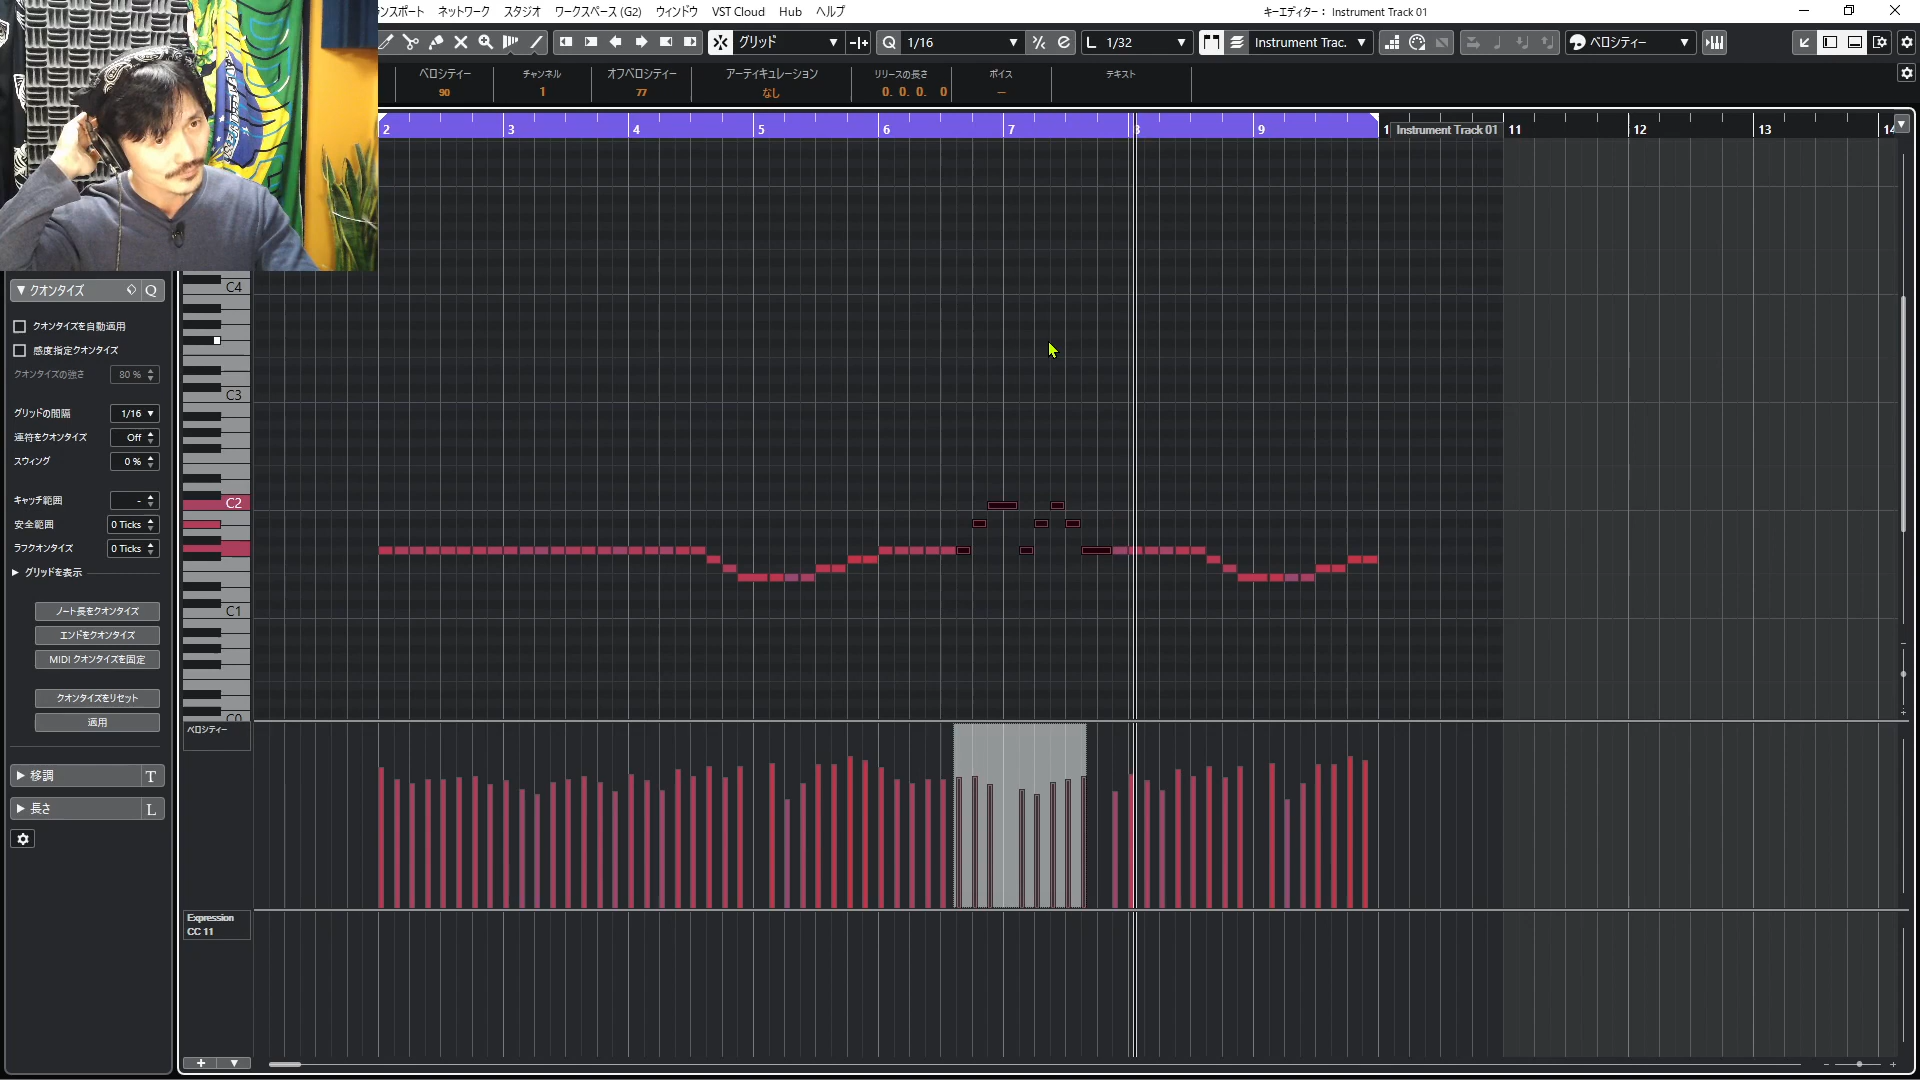 ランスポート ネットワーク スタジオ ワークスペース (G2) ウィンドウ VST Cloud Hub ヘルプ
キーエディター： Instrument Track 01
グリッド
Q 1/16
L 1/32
Instrument Trac.
ベロシティー
ベロシティー チャンネル オフベロシティー アーティキュレーション リリースの長さ ボイス テキスト
90 1 77 なし 0. 0. 0. 0 –
2 3 4 5 6 7 8 9 1 Instrument Track 01 11 12 13 14
クオンタイズ Q
クオンタイズを自動適用
感度指定クオンタイズ
クオンタイズの強さ 80 %
グリッドの間隔 1/16
連符をクオンタイズ Off
スウィング 0 %
キャッチ範囲 -
安全範囲 0 Ticks
ラフクオンタイズ 0 Ticks
グリッドを表示
ノート長をクオンタイズ
エンドをクオンタイズ
MIDI クオンタイズを固定
クオンタイズをリセット
適用
移調 T
長さ L
C4
C3
C2
C1
C0
ベロシティー
Expression
CC 11